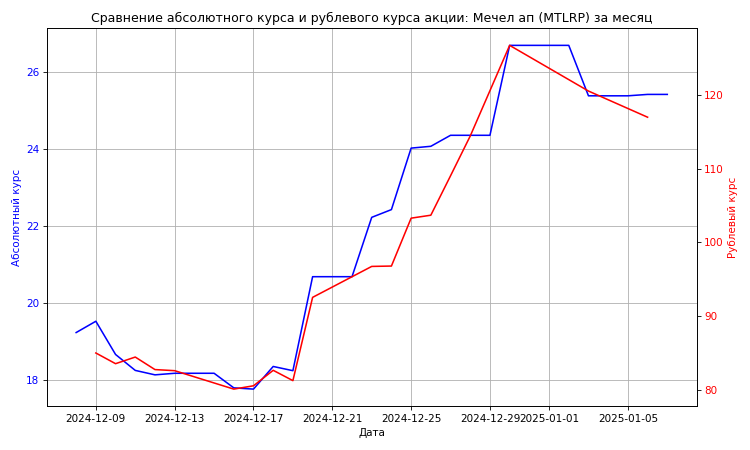 Сравнение абсолютного курса и рублевого курса акции: Мечел ап (MTLRP) за месяц
Абсолютный курс
26
24
22
20
18
120
110
100
90
80
Рублевый курс
2024-12-09 2024-12-13 2024-12-17 2024-12-21 2024-12-25 2024-12-29 2025-01-01 2025-01-05
Дата